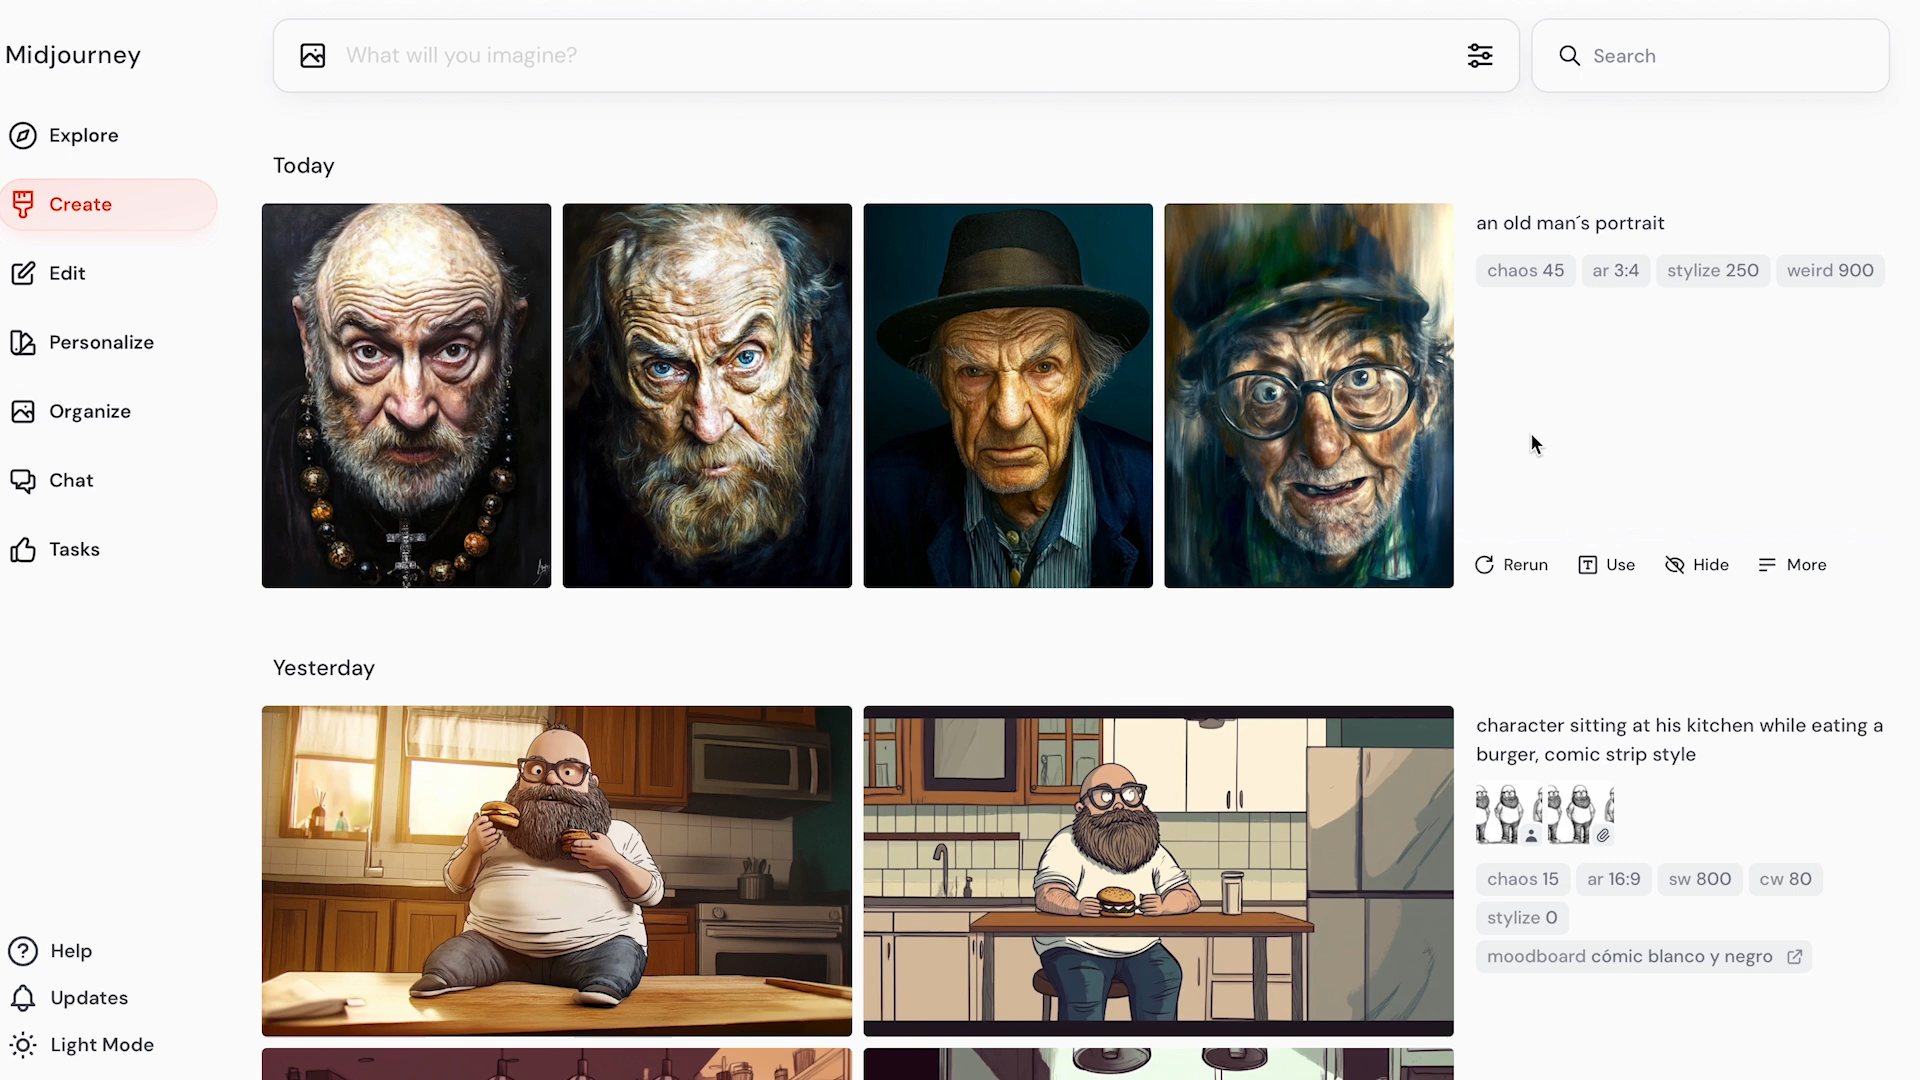 Midjourney
What will you imagine?
Search
Explore
Create
Edit
Personalize
Organize
Chat
Tasks
Help
Updates
Light Mode
Today
an old man´s portrait
chaos 45 ar 3:4 stylize 250 weird 900
Rerun Use Hide More
Yesterday
character sitting at his kitchen while eating a
burger, comic strip style
chaos 15 ar 16:9 sw 800 cw 80
stylize 0
moodboard cómic blanco y negro